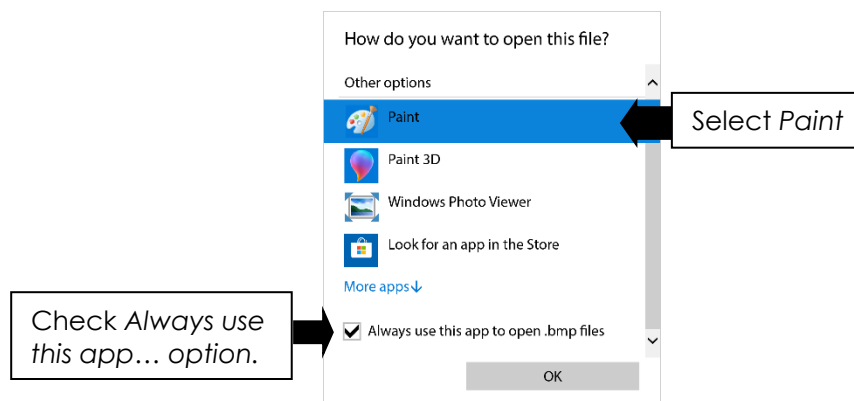 How do you want to open this file?
Other options
Paint
Select Paint
Paint 3D
Windows Photo Viewer
Look for an app in the Store
More apps↓
Check Always use
this app... option.
Always use this app to open .bmp files
OK